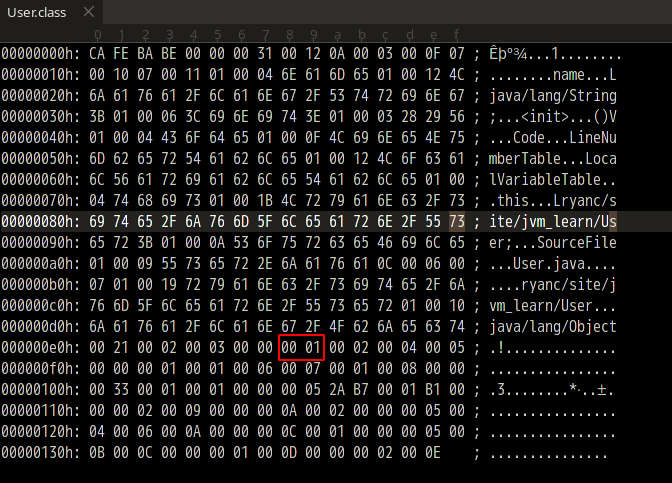 User.class
0 1 2 3 4 5 6 7 8 9 a b c d e f
00000000h: CA FE BA BE 00 00 00 31 00 12 0A 00 03 00 0F 07 ; Êþº¾...1........
00000010h: 00 10 07 00 11 01 00 04 6E 61 6D 65 01 00 12 4C ; ........name...L
00000020h: 6A 61 76 61 2F 6C 61 6E 67 2F 53 74 72 69 6E 67 ; java/lang/String
00000030h: 3B 01 00 06 3C 69 6E 69 74 3E 01 00 03 28 29 56 ; ;...<init>...()V
00000040h: 01 00 04 43 6F 64 65 01 00 0F 4C 69 6E 65 4E 75 ; ...Code...LineNu
00000050h: 6D 62 65 72 54 61 62 6C 65 01 00 12 4C 6F 63 61 ; mberTable...Loca
00000060h: 6C 56 61 72 69 61 62 6C 65 54 61 62 6C 65 01 00 ; lVariableTable..
00000070h: 04 74 68 69 73 01 00 1B 4C 72 79 61 6E 63 2F 73 ; .this...Lryanc/s
00000080h: 69 74 65 2F 6A 76 6D 5F 6C 65 61 72 6E 2F 55 73 ; ite/jvm_learn/Us
00000090h: 65 72 3B 01 00 0A 53 6F 75 72 63 65 46 69 6C 65 ; er;...SourceFile
000000a0h: 01 00 09 55 73 65 72 2E 6A 61 76 61 0C 00 06 00 ; ...User.java....
000000b0h: 07 01 00 19 72 79 61 6E 63 2F 73 69 74 65 2F 6A ; ....ryanc/site/j
000000c0h: 76 6D 5F 6C 65 61 72 6E 2F 55 73 65 72 01 00 10 ; vm_learn/User...
000000d0h: 6A 61 76 61 2F 6C 61 6E 67 2F 4F 62 6A 65 63 74 ; java/lang/Object
000000e0h: 00 21 00 02 00 03 00 00 00 01 00 02 00 04 00 05 ; .!..............
000000f0h: 00 00 00 01 00 01 00 06 00 07 00 01 00 08 00 00 ; ................
00000100h: 00 33 00 01 00 01 00 00 00 05 2A B7 00 01 B1 00 ; .3........*·..±.
00000110h: 00 00 02 00 09 00 00 00 0A 00 02 00 00 00 05 00 ; ................
00000120h: 04 00 06 00 0A 00 00 00 0C 00 01 00 00 00 05 00 ; ................
00000130h: 0B 00 0C 00 00 00 01 00 0D 00 00 00 02 00 0E ; ...............